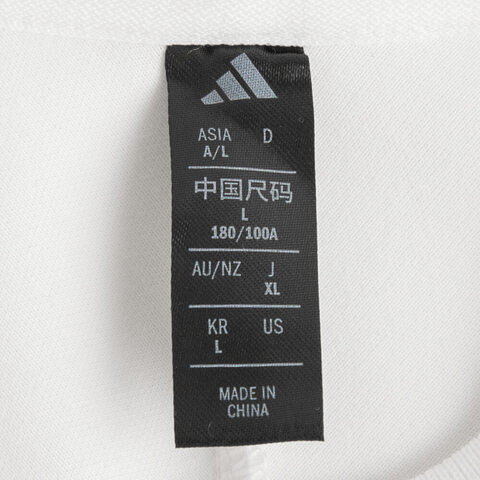 ASIA D
A/L
中国尺码
L
180/100A
AU/NZ J
XL
KR US
L
MADE IN
CHINA